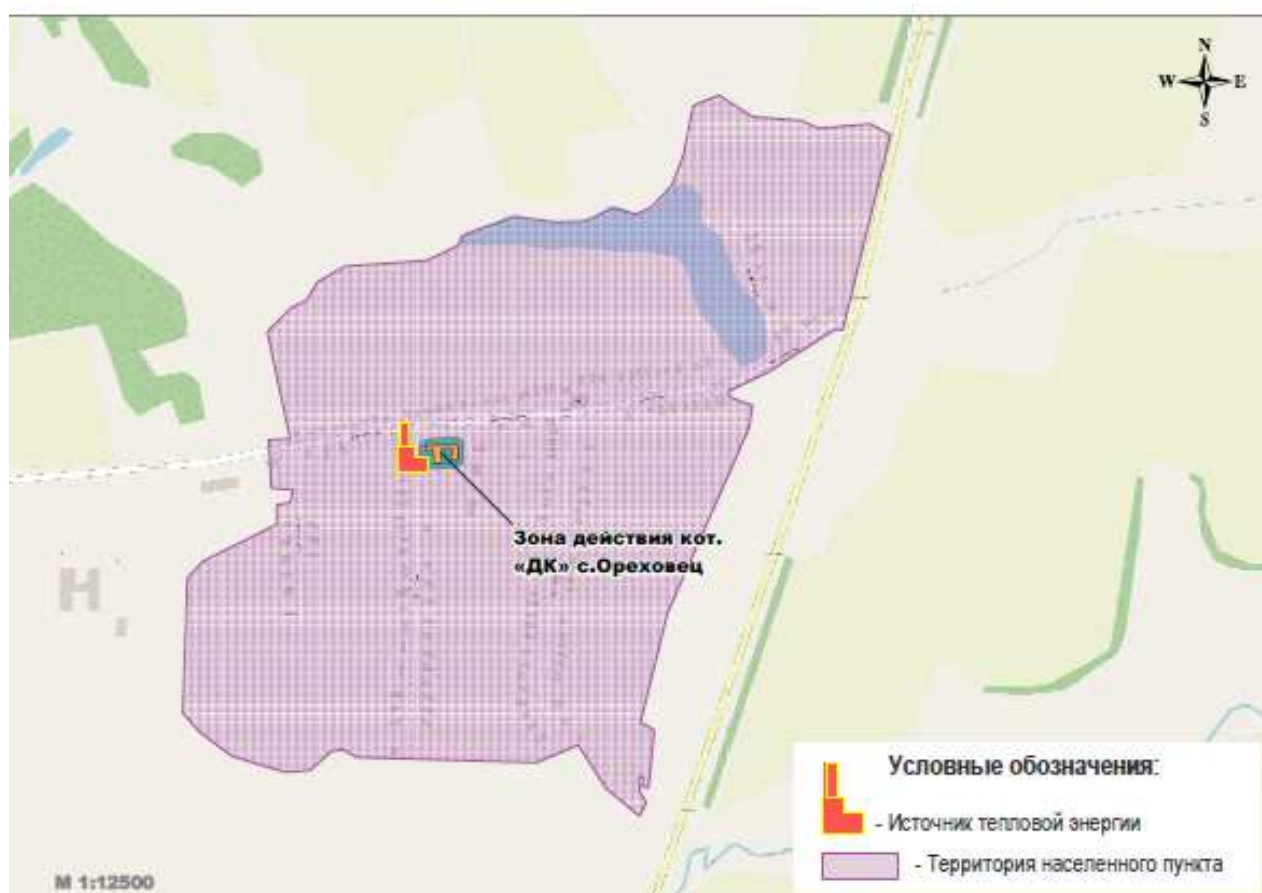 N
W E
S
Зона действия кот.
«ДК» с.Ореховец
Н
Условные обозначения:
- Источник тепловой энергии
- Территория населенного пункта
М 1:12500